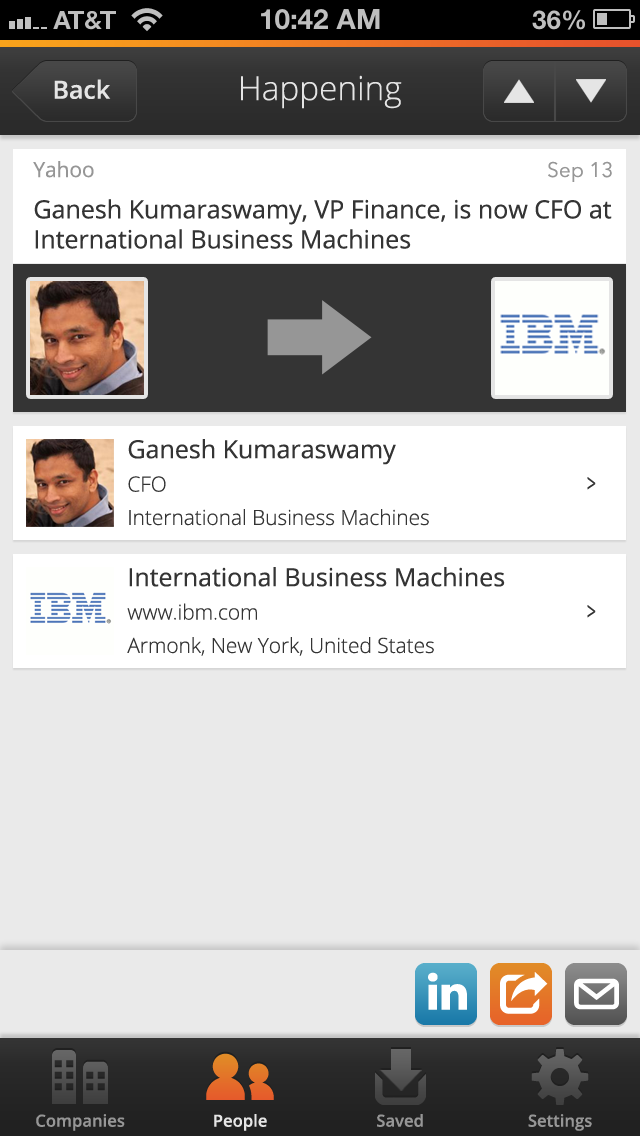 AT&T 10:42 AM 36%
Back Happening
Yahoo Sep 13
Ganesh Kumaraswamy, VP Finance, is now CFO at
International Business Machines
IBM®
Ganesh Kumaraswamy
CFO
International Business Machines
IBM®
International Business Machines
www.ibm.com
Armonk, New York, United States
in
Companies People Saved Settings